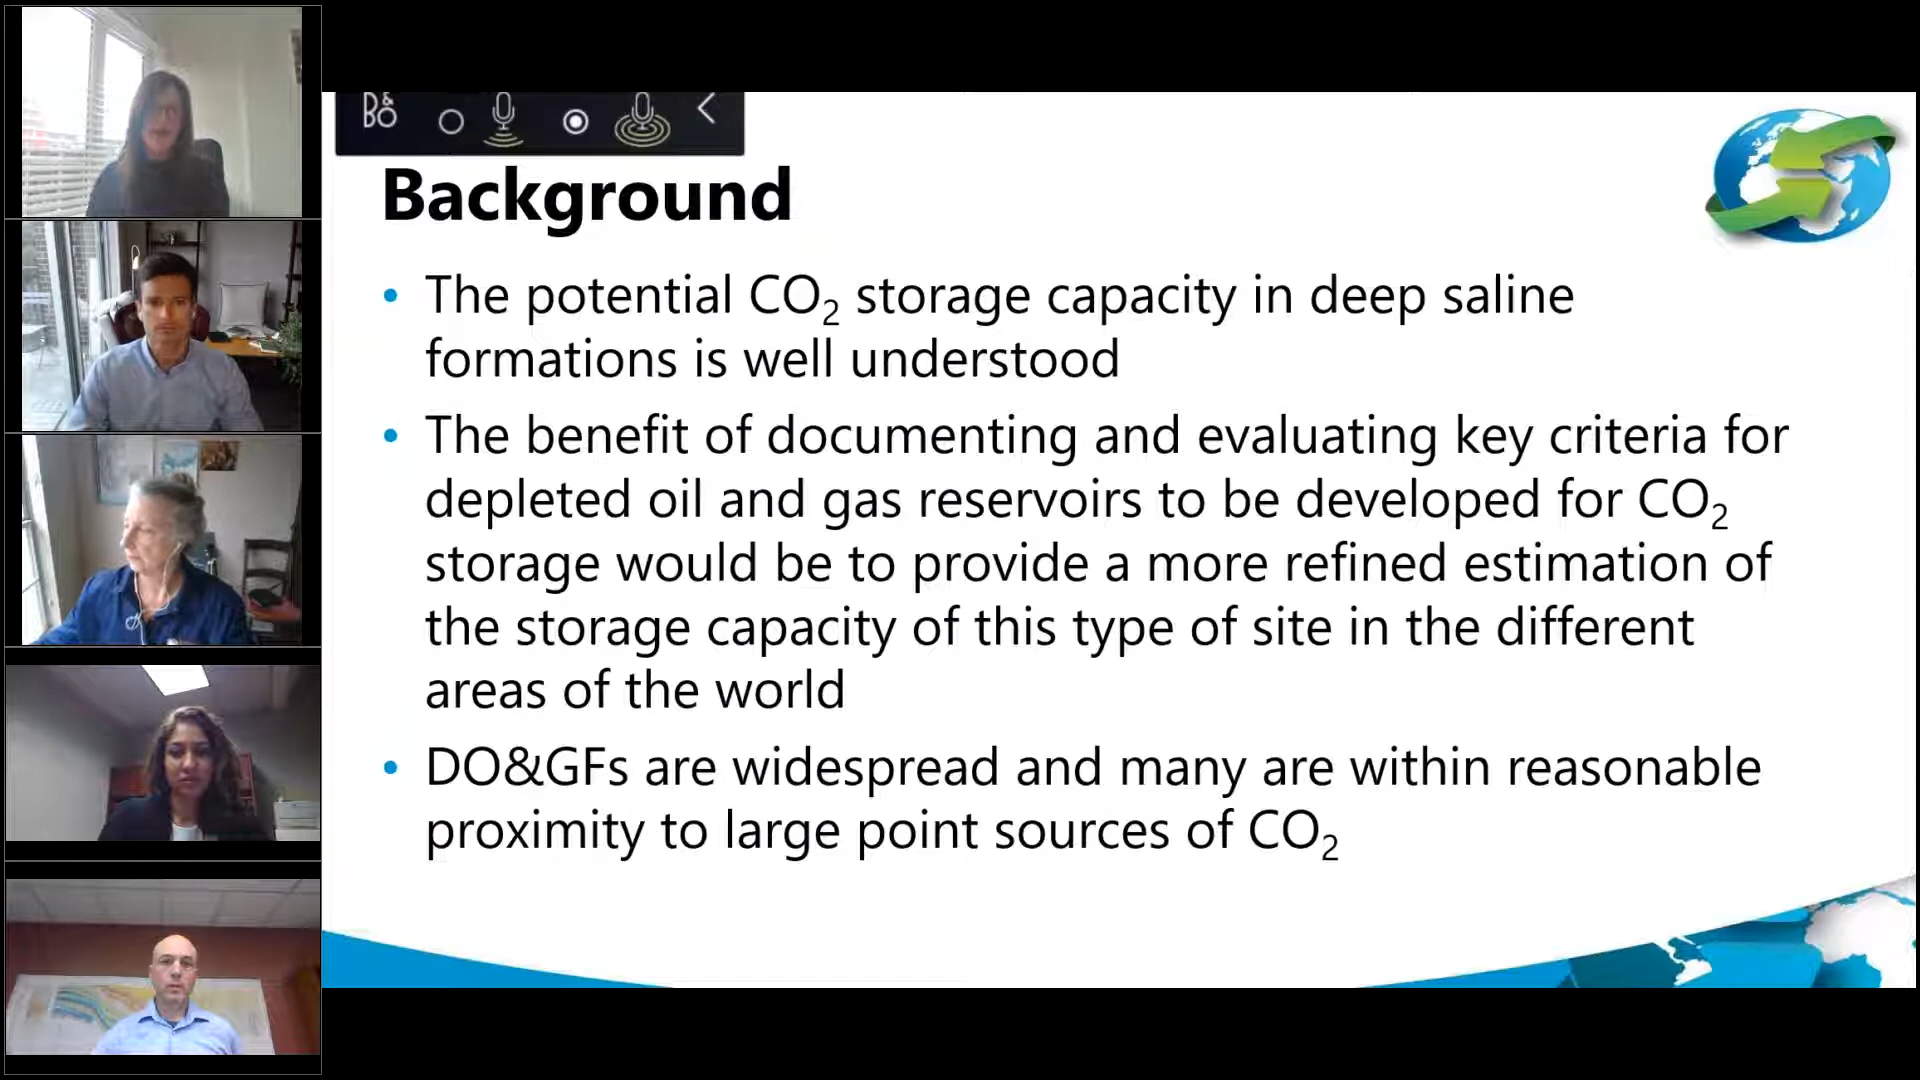 B&O
Background
• The potential CO₂ storage capacity in deep saline
formations is well understood
• The benefit of documenting and evaluating key criteria for
depleted oil and gas reservoirs to be developed for CO₂
storage would be to provide a more refined estimation of
the storage capacity of this type of site in the different
areas of the world
• DO&GFs are widespread and many are within reasonable
proximity to large point sources of CO₂